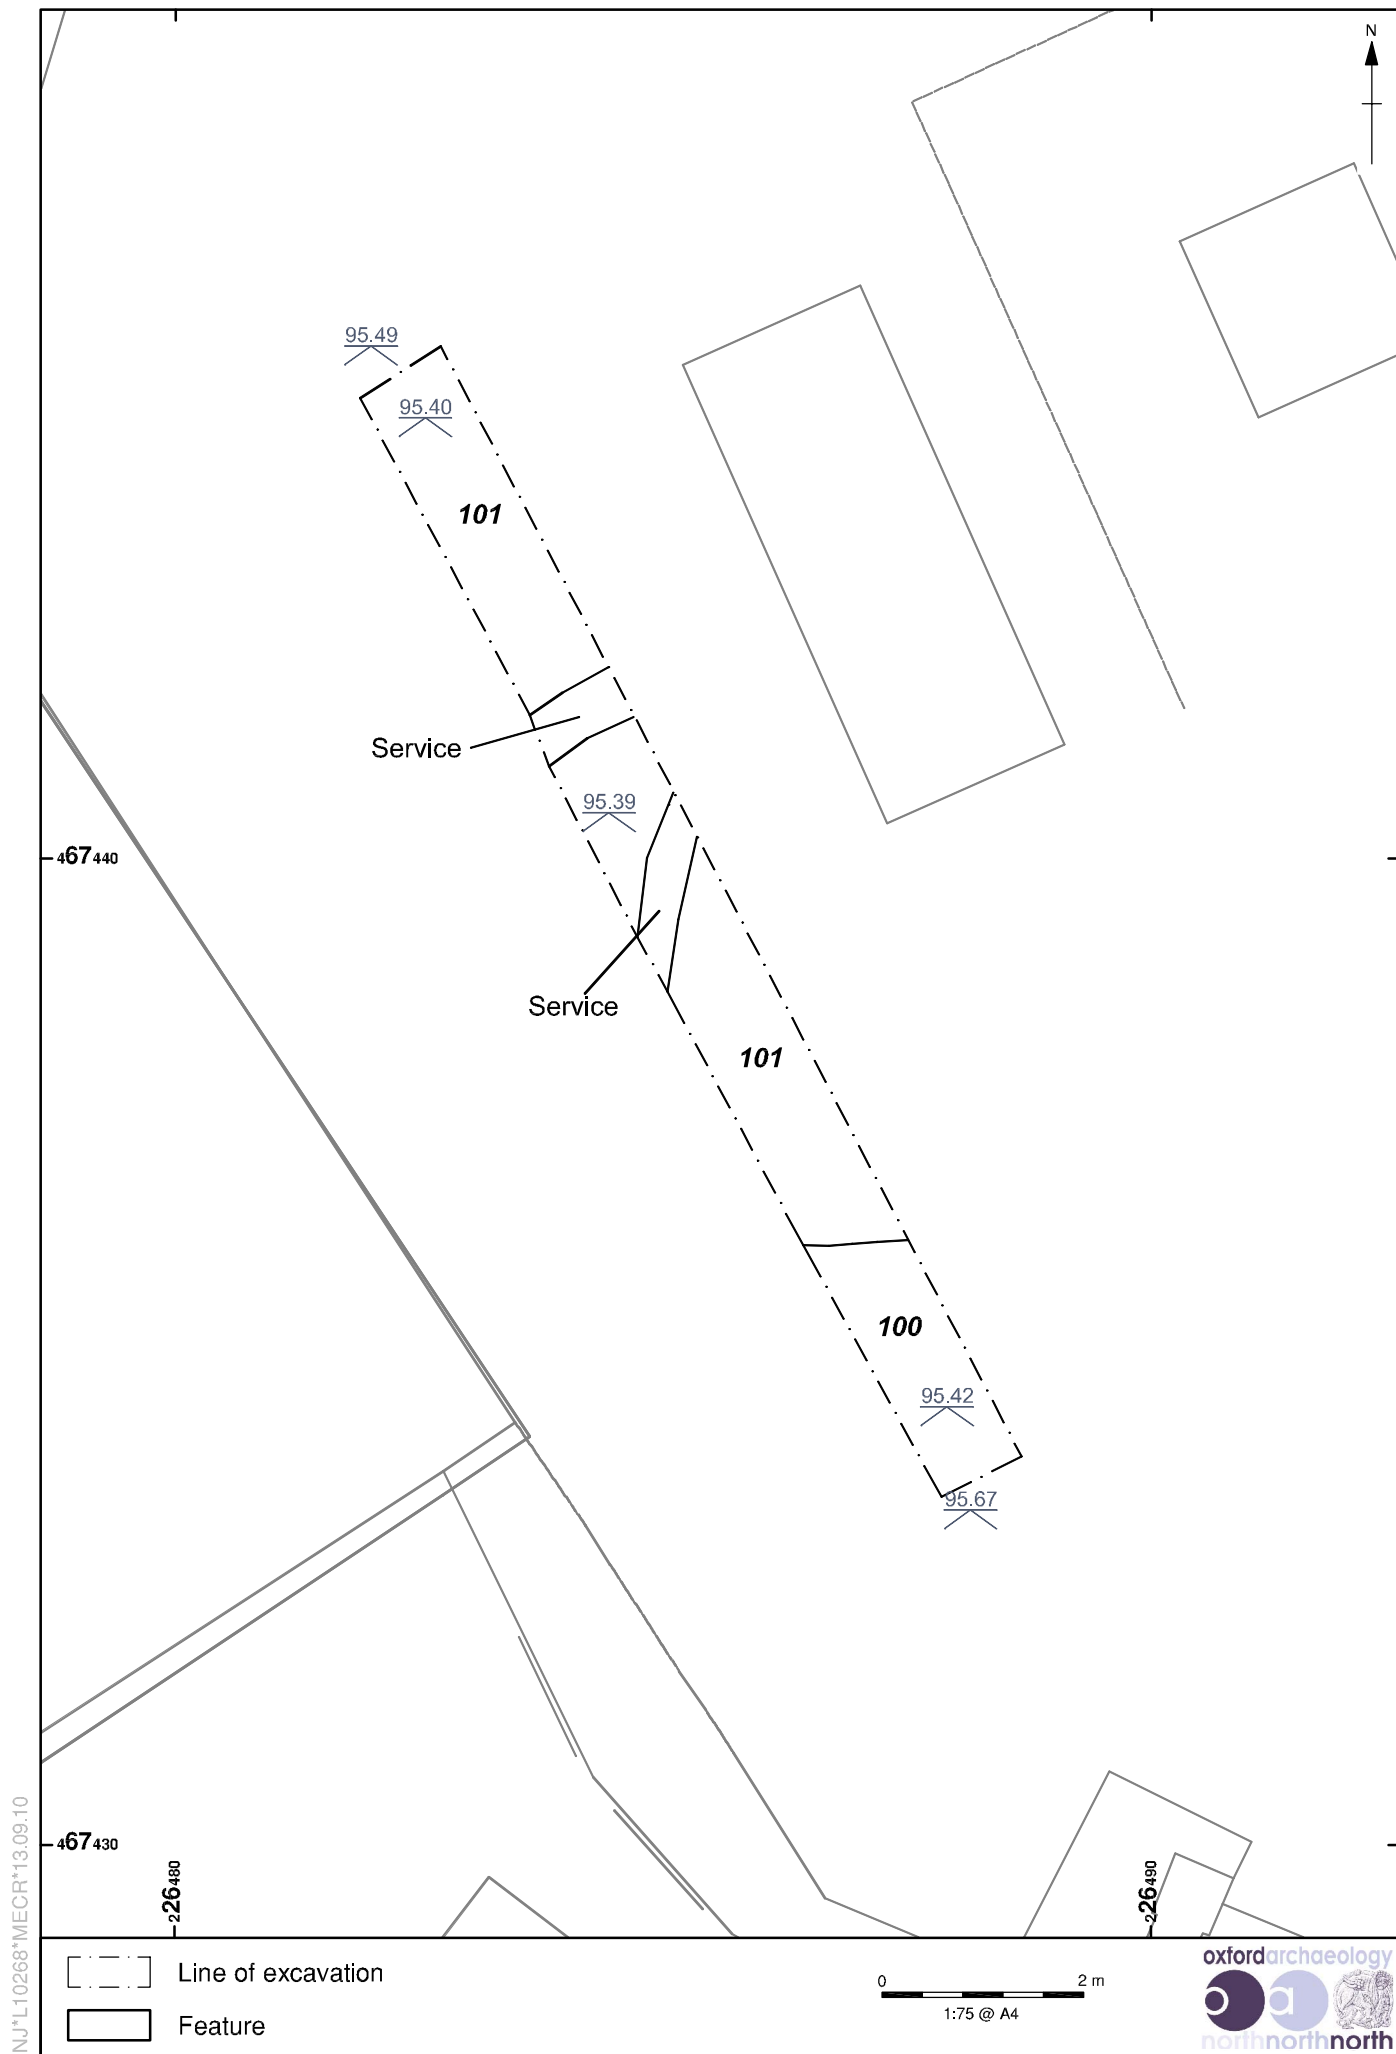 N
95.49
95.40
101
Service
95.39
467440
Service
101
100
95.42
95.67
467430
226480
226490
NJ*L10268*MECR*13.09.10
Line of excavation
Feature
0 2 m
1:75 @ A4
oxfordarchaeology
oa
northnorthnorth